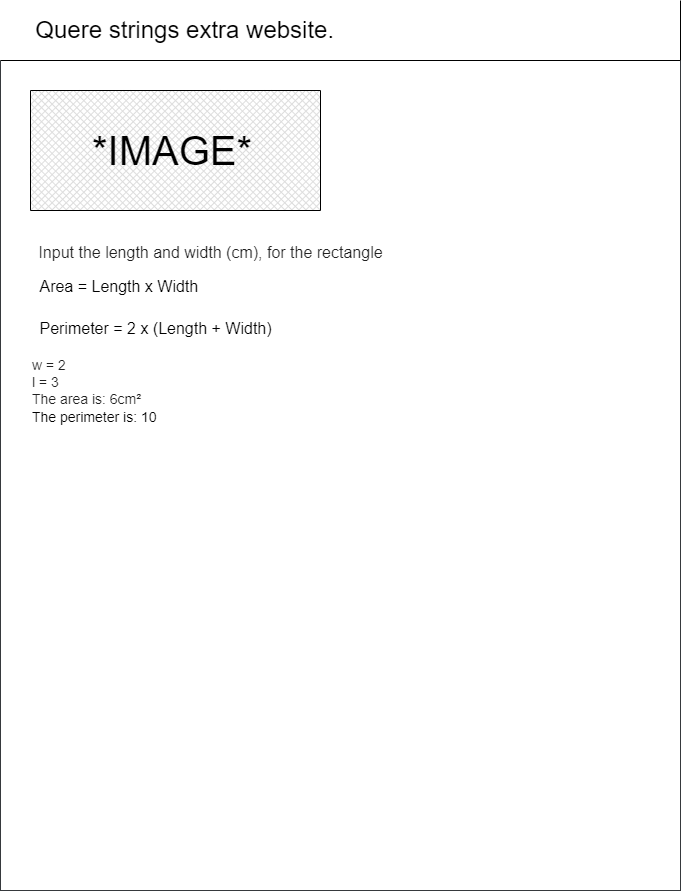 Quere strings extra website.
*IMAGE*
Input the length and width (cm), for the rectangle
Area = Length x Width
Perimeter = 2 x (Length + Width)
w = 2
l = 3
The area is: 6cm²
The perimeter is: 10